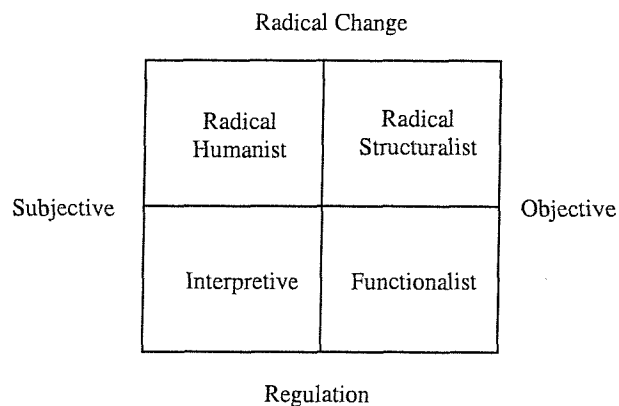 Radical Change
Radical
Humanist
Radical
Structuralist
Subjective
Objective
Interpretive
Functionalist
Regulation